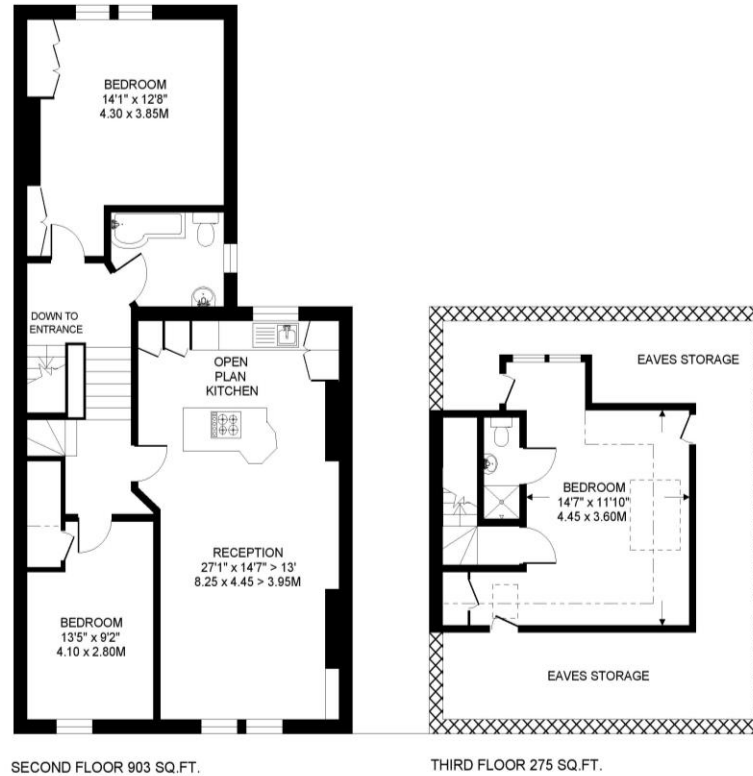 BEDROOM
14'1" x 12'8"
4.30 x 3.85M
DOWN TO
ENTRANCE
OPEN
PLAN
KITCHEN
RECEPTION
27'1" x 14'7" > 13'
8.25 x 4.45 > 3.95M
BEDROOM
13'5" x 9'2"
4.10 x 2.80M
SECOND FLOOR 903 SQ.FT.
EAVES STORAGE
BEDROOM
14'7" x 11'10"
4.45 x 3.60M
EAVES STORAGE
THIRD FLOOR 275 SQ.FT.